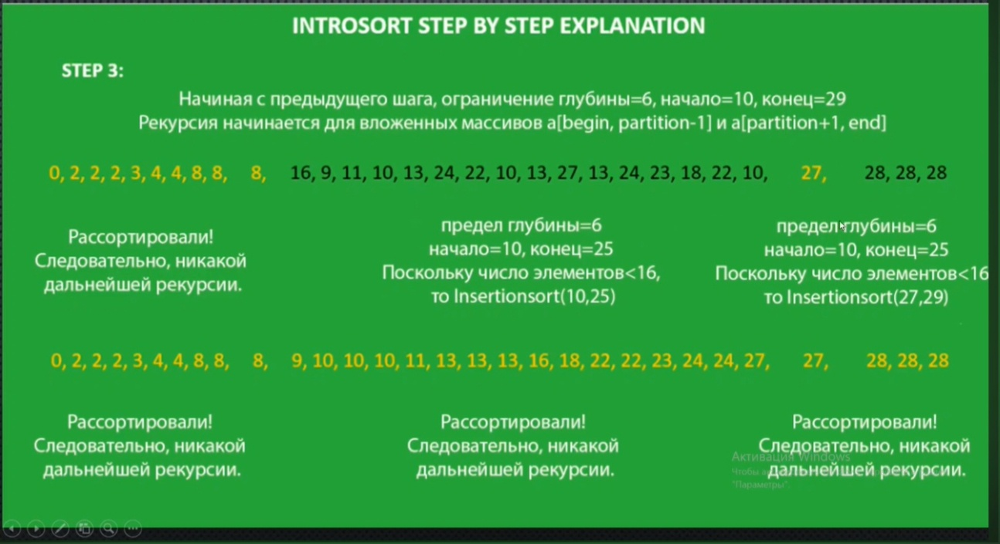 INTROSORT STEP BY STEP EXPLANATION
STEP 3:
Начиная с предыдущего шага, ограничение глубины=6, начало=10, конец=29
Рекурсия начинается для вложенных массивов a[begin, partition-1] и a[partition+1, end]
0, 2, 2, 2, 3, 4, 4, 8, 8, 8, 16, 9, 11, 10, 13, 24, 22, 10, 13, 27, 13, 24, 23, 18, 22, 10, 27, 28, 28, 28
Рассортировали!
Следовательно, никакой
дальнейшей рекурсии.
предел глубины=6
начало=10, конец=25
Поскольку число элементов<16,
то Insertionsort(10,25)
предел глубины=6
начало=10, конец=25
Поскольку число элементов<16
то Insertionsort(27,29)
0, 2, 2, 2, 3, 4, 4, 8, 8, 8, 9, 10, 10, 10, 11, 13, 13, 13, 16, 18, 22, 22, 23, 24, 24, 27, 27, 28, 28, 28
Рассортировали!
Следовательно, никакой
дальнейшей рекурсии.
Рассортировали!
Следовательно, никакой
дальнейшей рекурсии.
Рассортировали!
Следовательно, никакой
дальнейшей рекурсии.
Активация Windows
Чтобы
"Параметры".